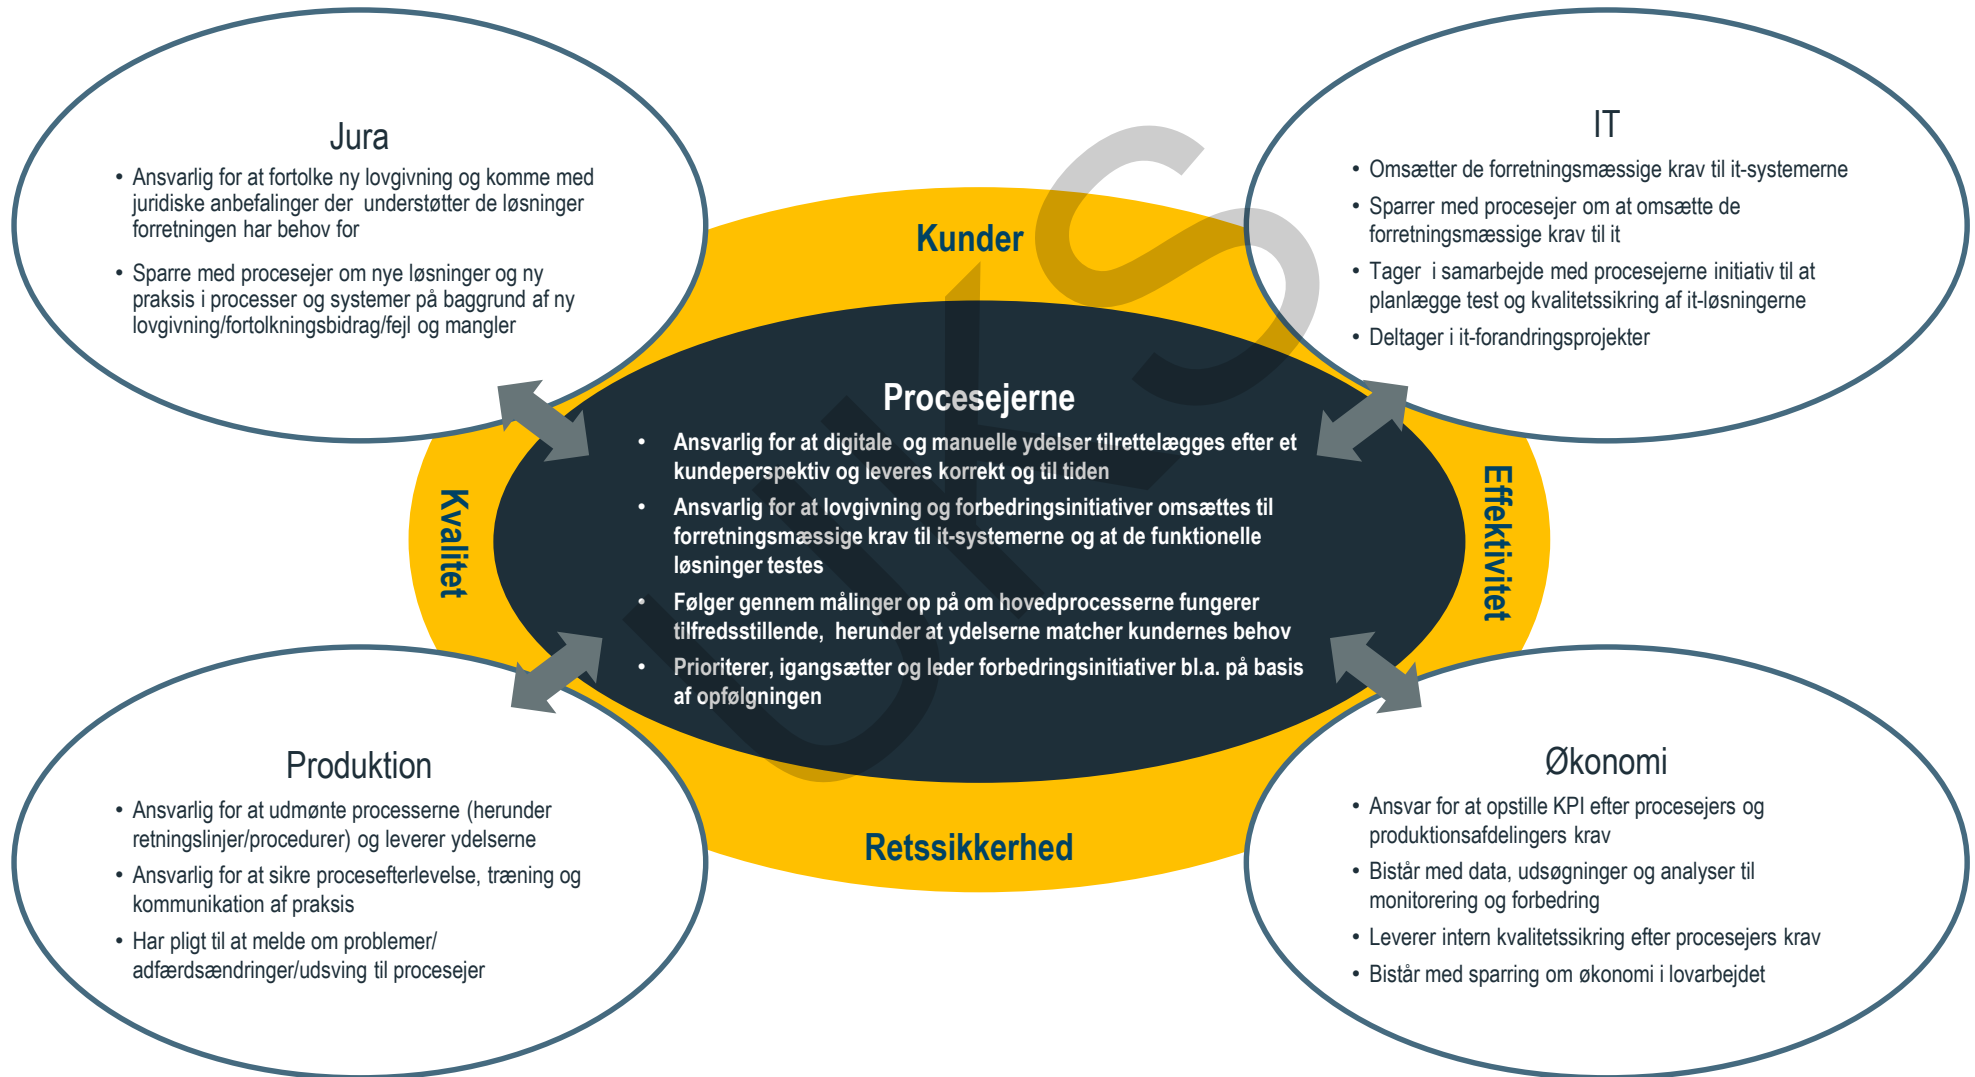 Jura
• Ansvarlig for at fortolke ny lovgivning og komme med
juridiske anbefalinger der understøtter de løsninger
forretningen har behov for
• Sparre med procesejer om nye løsninger og ny
praksis i processer og systemer på baggrund af ny
lovgivning/fortolkningsbidrag/fejl og mangler
IT
• Omsætter de forretningsmæssige krav til it-systemerne
• Sparrer med procesejer om at omsætte de
forretningsmæssige krav til it
• Tager i samarbejde med procesejerne initiativ til at
planlægge test og kvalitetssikring af it-løsningerne
• Deltager i it-forandringsprojekter
Kunder
Procesejerne
• Ansvarlig for at digitale og manuelle ydelser tilrettelægges efter et
kundeperspektiv og leveres korrekt og til tiden
• Ansvarlig for at lovgivning og forbedringsinitiativer omsættes til
forretningsmæssige krav til it-systemerne og at de funktionelle
løsninger testes
• Følger gennem målinger op på om hovedprocesserne fungerer
tilfredsstillende, herunder at ydelserne matcher kundernes behov
• Prioriterer, igangsætter og leder forbedringsinitiativer bl.a. på basis
af opfølgningen
Kvalitet
Effektivitet
Retssikkerhed
UKS
Produktion
• Ansvarlig for at udmønte processerne (herunder
retningslinjer/procedurer) og leverer ydelserne
• Ansvarlig for at sikre procesefterlevelse, træning og
kommunikation af praksis
• Har pligt til at melde om problemer/
adfærdsændringer/udsving til procesejer
Økonomi
• Ansvar for at opstille KPI efter procesejers og
produktionsafdelingers krav
• Bistår med data, udsøgninger og analyser til
monitorering og forbedring
• Leverer intern kvalitetssikring efter procesejers krav
• Bistår med sparring om økonomi i lovarbejdet